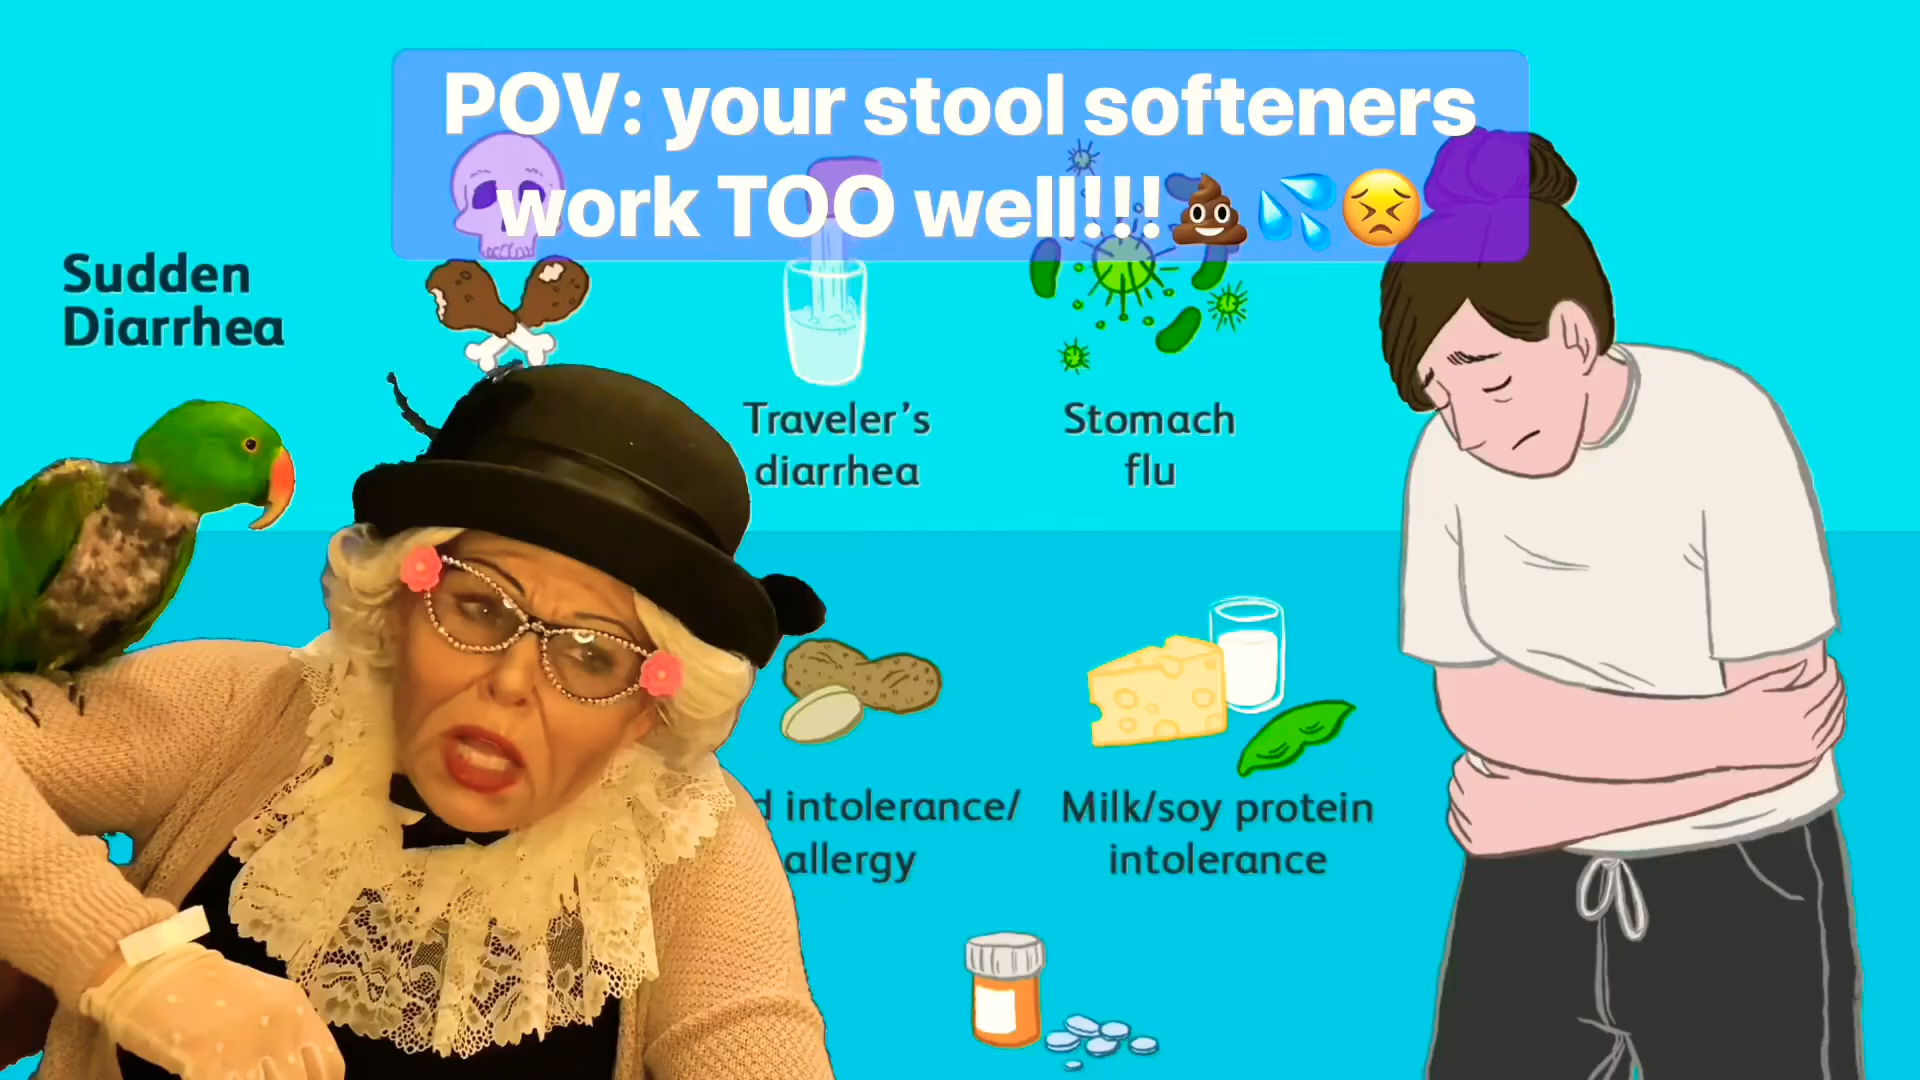 POV: your stool softeners
work TOO well!!!💩💦😣
Sudden
Diarrhea
Traveler's
diarrhea
Stomach
flu
intolerance/
allergy
Milk/soy protein
intolerance